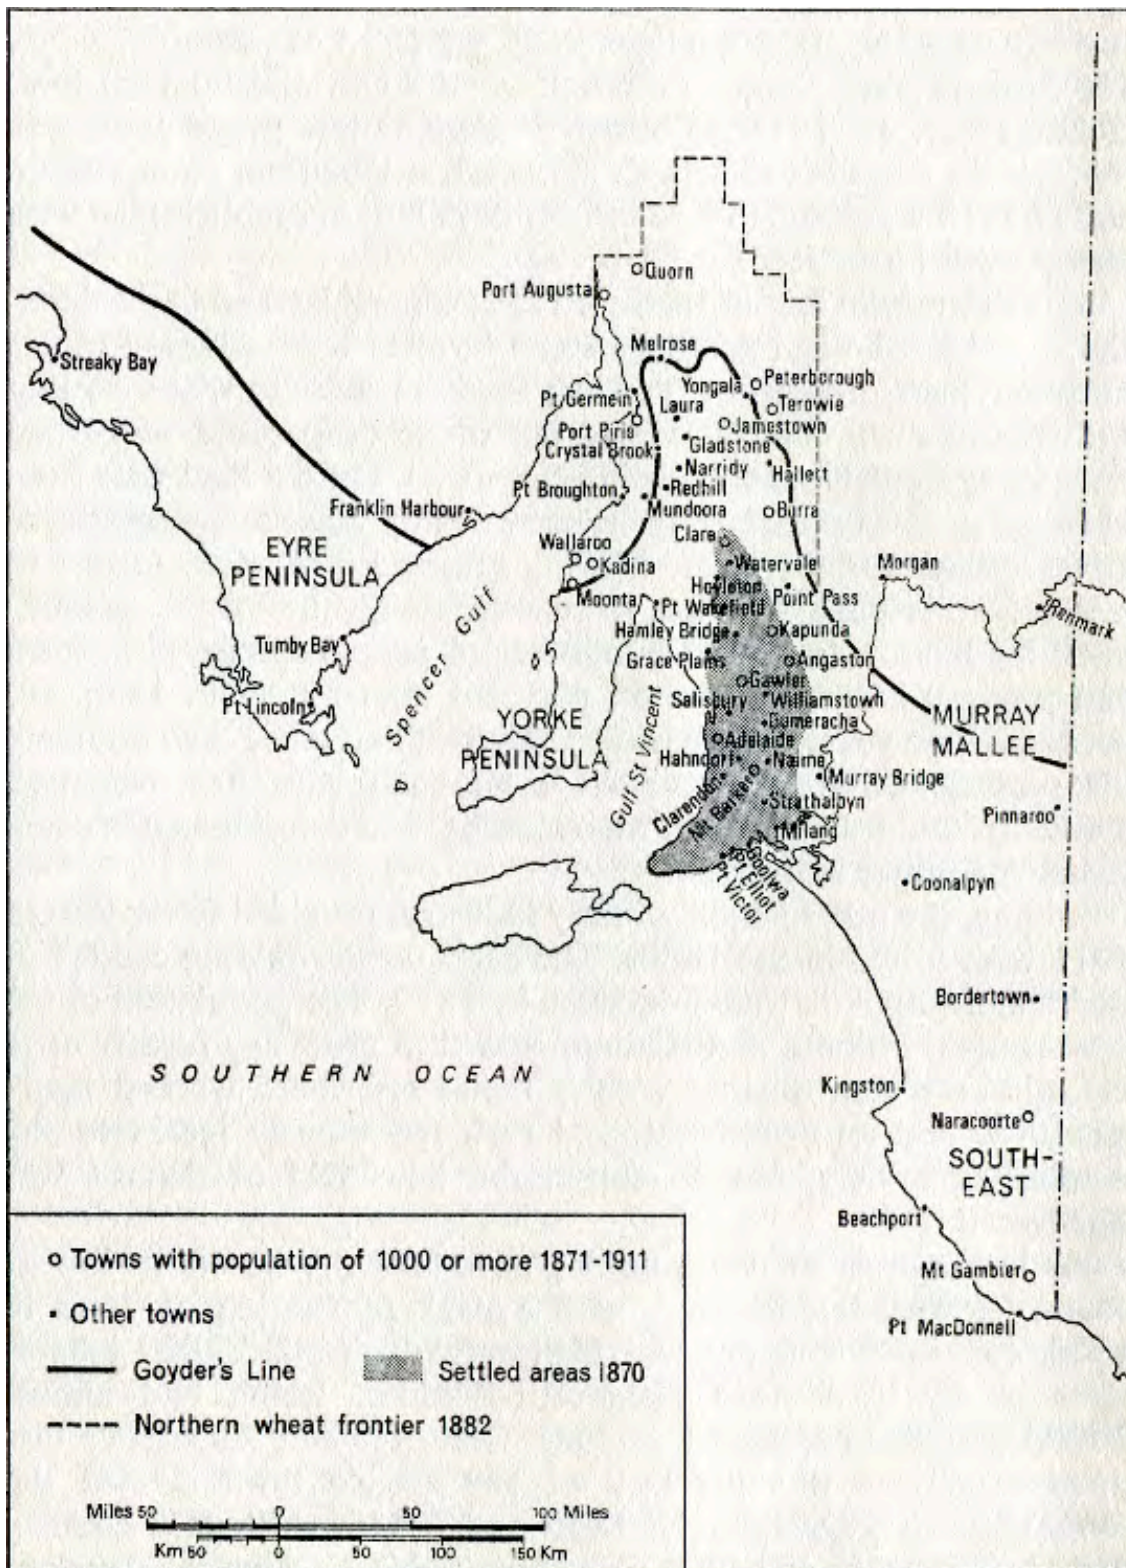 Quorn
Port Augusta
Streaky Bay
Melrose
Peterborough
Yongala
Pt Germein
Laura
Terowie
Port Pirie
Jamestown
Crystal Brook
Gladstone
Narridy
Hallett
Redhill
Pt Broughton
Mundoora
Franklin Harbour
Burra
Clare
EYRE
PENINSULA
Wallaroo
Kadina
Watervale
Morgan
Hoyleton
Moonta
Pt Wakefield
Point Pass
Renmark
Spencer Gulf
Hamley Bridge
Kapunda
Tumby Bay
Grace Plains
Angaston
Gawler
Pt Lincoln
Salisbury
Williamstown
YORKE
PENINSULA
Gulf St Vincent
Gumeracha
MURRAY
MALLEE
Adelaide
Hahndorf
Nairne
Murray Bridge
Clarendon
Mt Barker
Strathalpyn
Pinnaroo
Milang
Goolwa
Pt Elliot
Pt Victor
Coonalpyn
Bordertown
SOUTHERN OCEAN
Kingston
Naracoorte
SOUTH-
EAST
Beachport
Mt Gambier
Pt MacDonnell
Towns with population of 1000 or more 1871-1911
Other towns
Goyder's Line
Settled areas 1870
Northern wheat frontier 1882
Miles 50 0 50 100 Miles
Km 50 0 50 100 150 Km